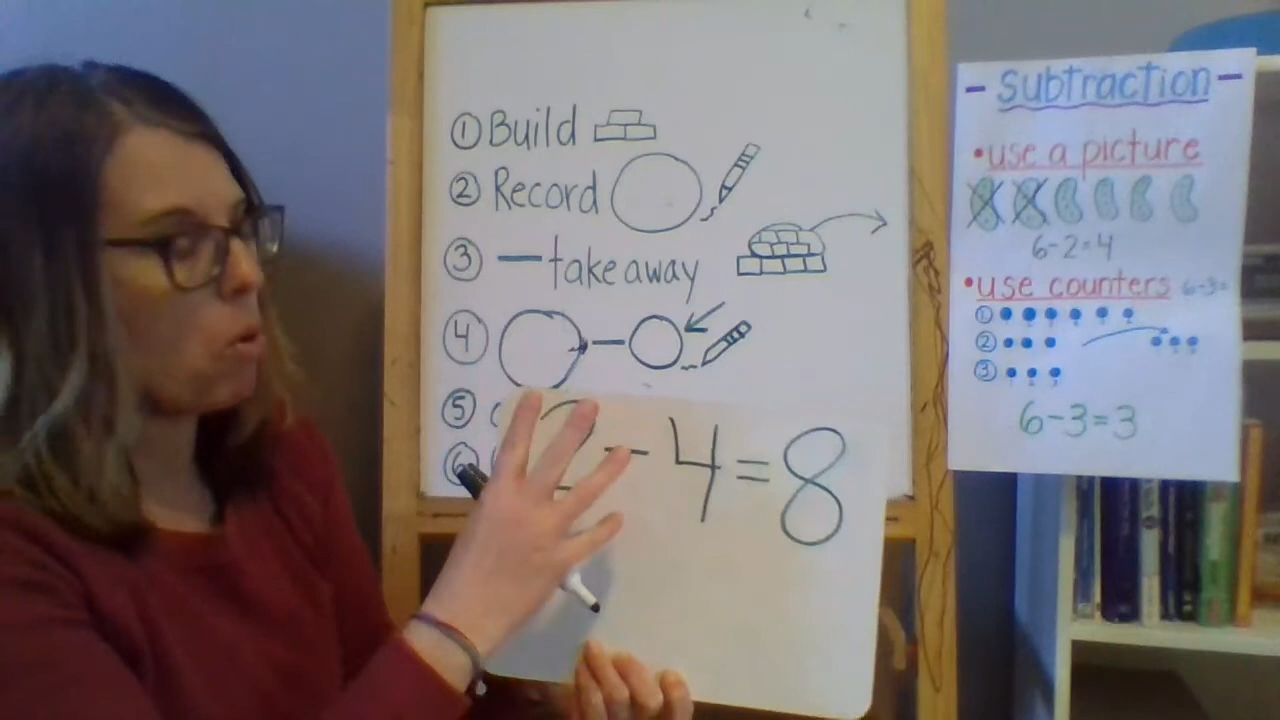 ① Build
② Record
③ — take away
④ —
⑤
⑥
2 - 4 = 8
- Subtraction -
• use a picture
6-2=4
• use counters 6-3=
①
②
③
6-3=3